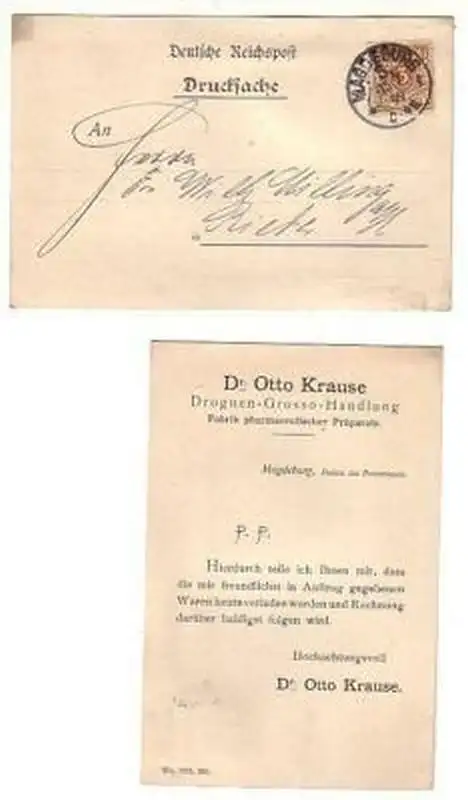 Deutsche Reichspost
Drucksache
MAGDEBURG
An
Herrn
Dr. Otto Krause
Droguen-Grosso-Handlung
Fabrik pharmaceutischer Präparate.
Magdeburg,
P. P.
Hierdurch teile ich Ihnen mit, dass
die mir freundlichst in Auftrag gegebenen
Waren heute verladen worden und Rechnung
darüber baldigst folgen wird.
Hochachtungsvoll
Dr. Otto Krause.